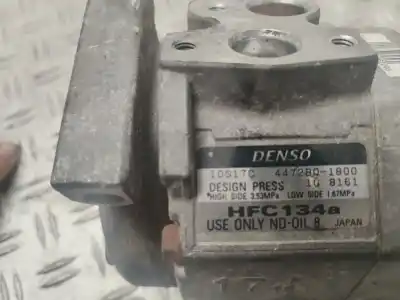 DENSO
10S17C 447280-1800
DESIGN PRESS 10 8161
*HIGH SIDE 3.53MPa LOW SIDE 1.67MPa
HFC134a
USE ONLY ND-OIL 8 JAPAN